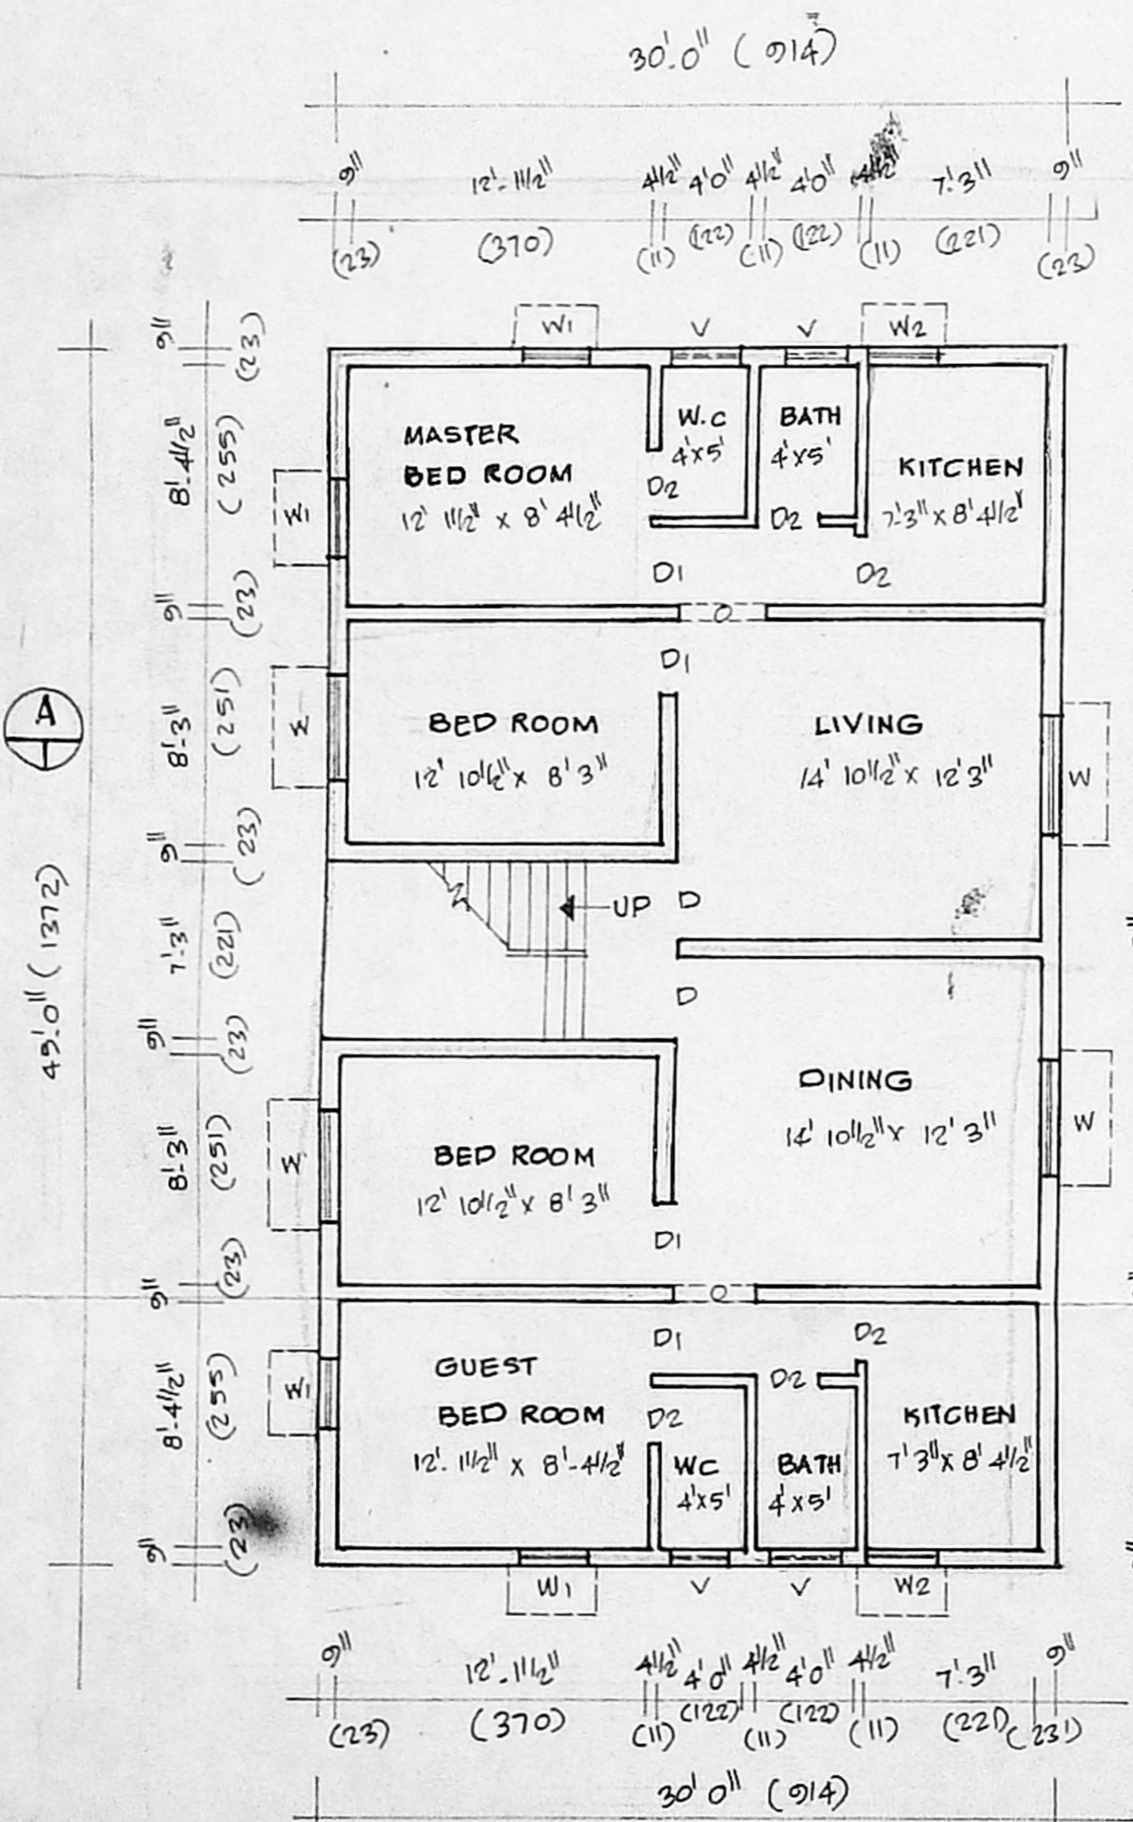 30'.0" (914)
9" 12'-11/2" 41/2" 4'0" 41/2" 4'0" 41/2" 7'.3" 9"
(23) (370) (11) (122) (11) (122) (11) (221) (23)
W1 V V W2
9" (23)
8'-41/2" (255)
9" (23)
8'-3" (251)
9" (23)
7'-3" (221)
9" (23)
8'-3" (251)
9" (23)
8'-41/2" (255)
9" (23)
45'.0" (1372)
A
W1
W
W
W1
MASTER
BED ROOM
12' 11/2" x 8' 41/2"
W.C
4'x5'
D2
BATH
4'x5'
D2
KITCHEN
7'-3" x 8' 41/2"
D1 D2
O
D1
BED ROOM
12' 101/2" x 8' 3"
LIVING
14' 101/2" x 12' 3"
W
UP D
D
DINING
14' 101/2" x 12' 3"
W
BED ROOM
12' 101/2" x 8' 3"
D1
O
D1 D2
GUEST
BED ROOM
12'-11/2" x 8'-41/2"
D2
D2
WC
4'x5'
BATH
4'x5'
KITCHEN
7'3" x 8' 41/2"
W1 V V W2
9" 12'-11/2" 41/2" 4'0" 41/2" 4'0" 41/2" 7'.3" 9"
(23) (370) (11) (122) (11) (122) (11) (221) (23)
30' 0" (914)